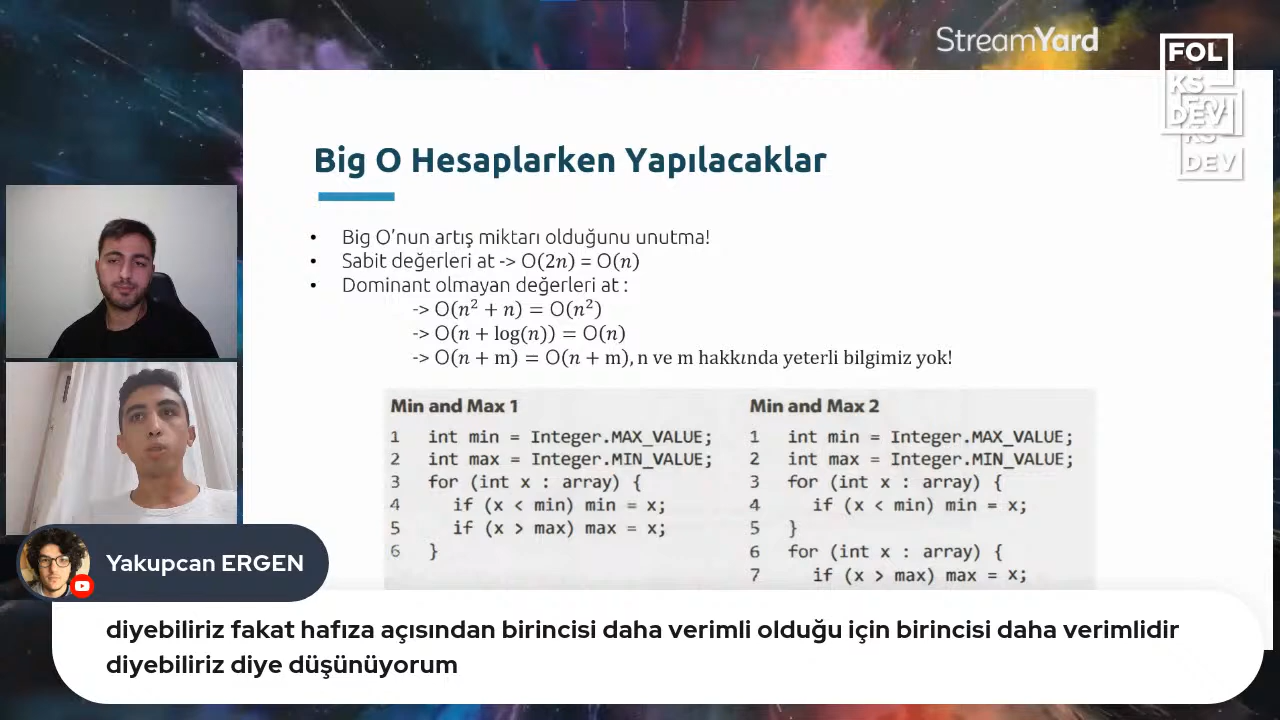 StreamYard
FOL
KS
DEV
KS
DEV
Big O Hesaplarken Yapılacaklar
• Big O’nun artış miktarı olduğunu unutma!
• Sabit değerleri at -> O(2n) = O(n)
• Dominant olmayan değerleri at :
-> O(n² + n) = O(n²)
-> O(n + log(n)) = O(n)
-> O(n + m) = O(n + m), n ve m hakkında yeterli bilgimiz yok!
Min and Max 1
1 int min = Integer.MAX_VALUE;
2 int max = Integer.MIN_VALUE;
3 for (int x : array) {
4 if (x < min) min = x;
5 if (x > max) max = x;
6 }
Min and Max 2
1 int min = Integer.MAX_VALUE;
2 int max = Integer.MIN_VALUE;
3 for (int x : array) {
4 if (x < min) min = x;
5 }
6 for (int x : array) {
7 if (x > max) max = x;
Yakupcan ERGEN
diyebiliriz fakat hafıza açısından birincisi daha verimli olduğu için birincisi daha verimlidir
diyebiliriz diye düşünüyorum